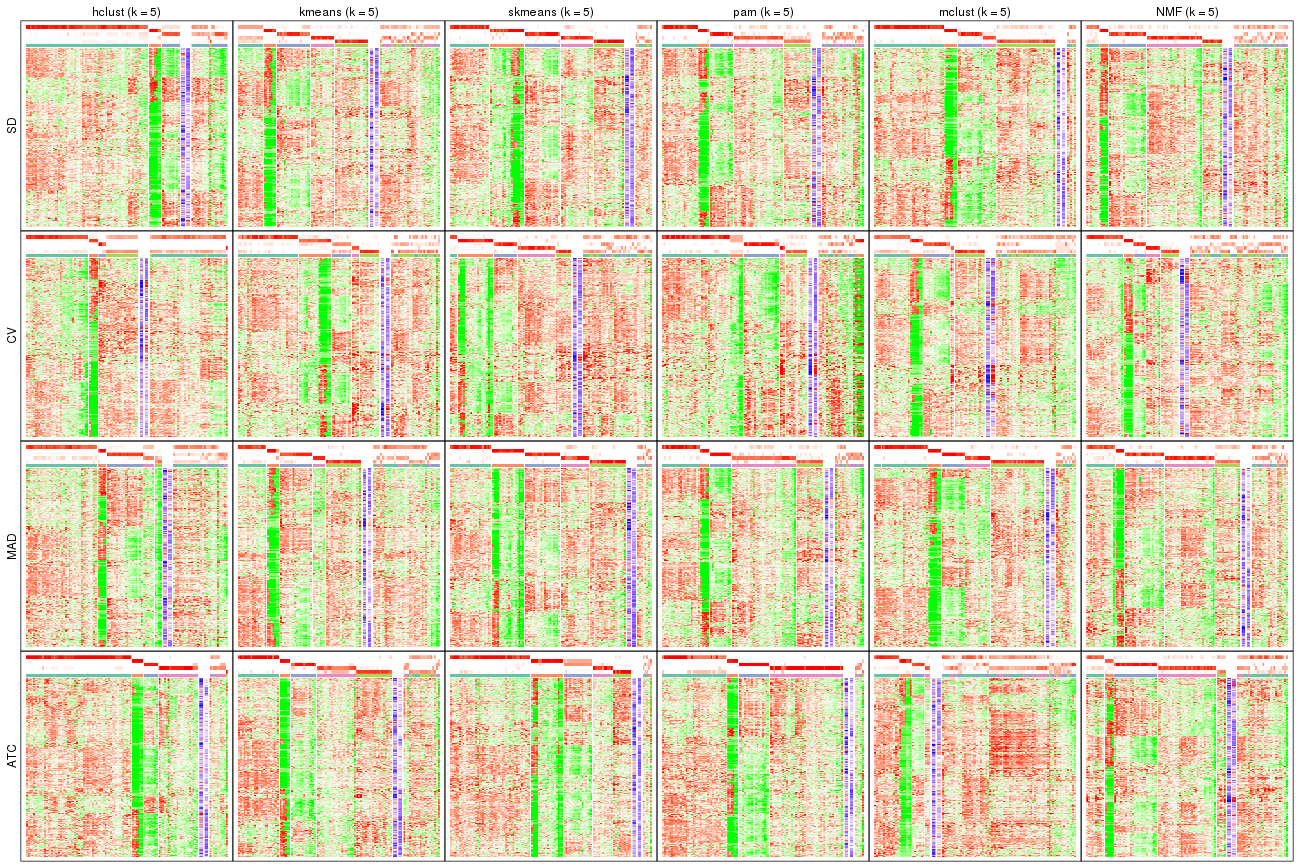 hclust (k = 5) kmeans (k = 5) skmeans (k = 5) pam (k = 5) mclust (k = 5) NMF (k = 5)
SD
CV
MAD
ATC